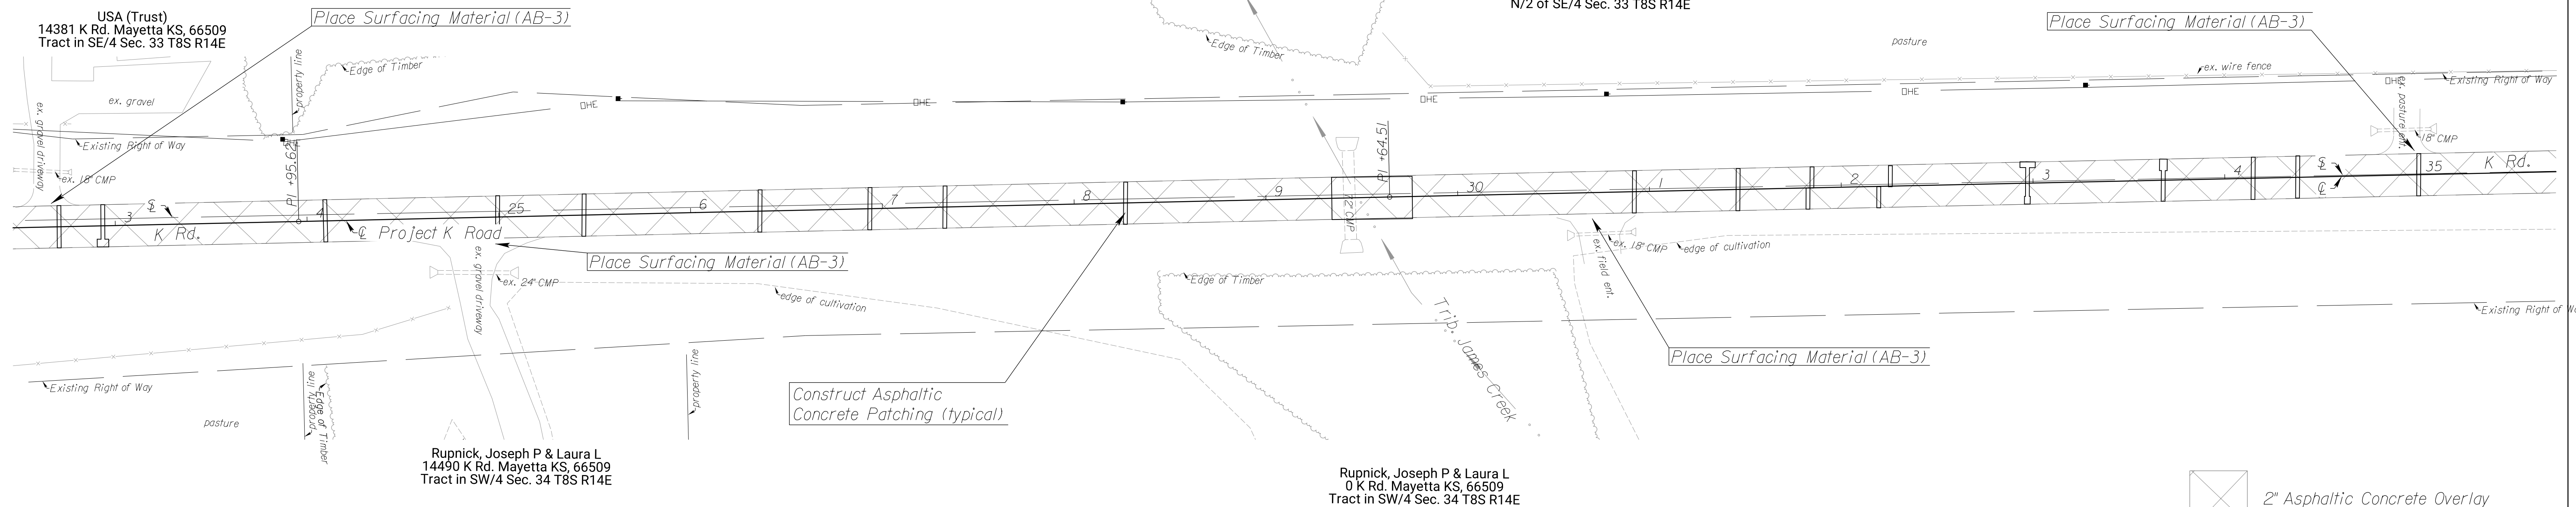 USA (Trust)
14381 K Rd. Mayetta KS, 66509
Tract in SE/4 Sec. 33 T8S R14E
Place Surfacing Material (AB-3)
N/2 of SE/4 Sec. 33 T8S R14E
Place Surfacing Material (AB-3)
pasture
Edge of Timber
Edge of Timber
property line
ex. gravel
ex. wire fence
Existing Right of Way
OHE
OHE
OHE
OHE
OHE
ex. gravel driveway
Existing Right of Way
PI +95.62
PI +64.51
ex. pasture ent.
18" CMP
ex. 18" CMP
3
4
25
6
7
8
9
30
1
2
3
4
35
K Rd.
K Rd.
℄ Project K Road
72" CMP
Place Surfacing Material (AB-3)
ex. gravel driveway
ex. 24" CMP
edge of cultivation
Edge of Timber
ex. 18" CMP
edge of cultivation
ex. field ent.
Trib. James Creek
Existing Right of W
Place Surfacing Material (AB-3)
Existing Right of Way
property line
Edge of Timber
property line
pasture
Construct Asphaltic
Concrete Patching (typical)
Rupnick, Joseph P & Laura L
14490 K Rd. Mayetta KS, 66509
Tract in SW/4 Sec. 34 T8S R14E
Rupnick, Joseph P & Laura L
0 K Rd. Mayetta KS, 66509
Tract in SW/4 Sec. 34 T8S R14E
2" Asphaltic Concrete Overlay